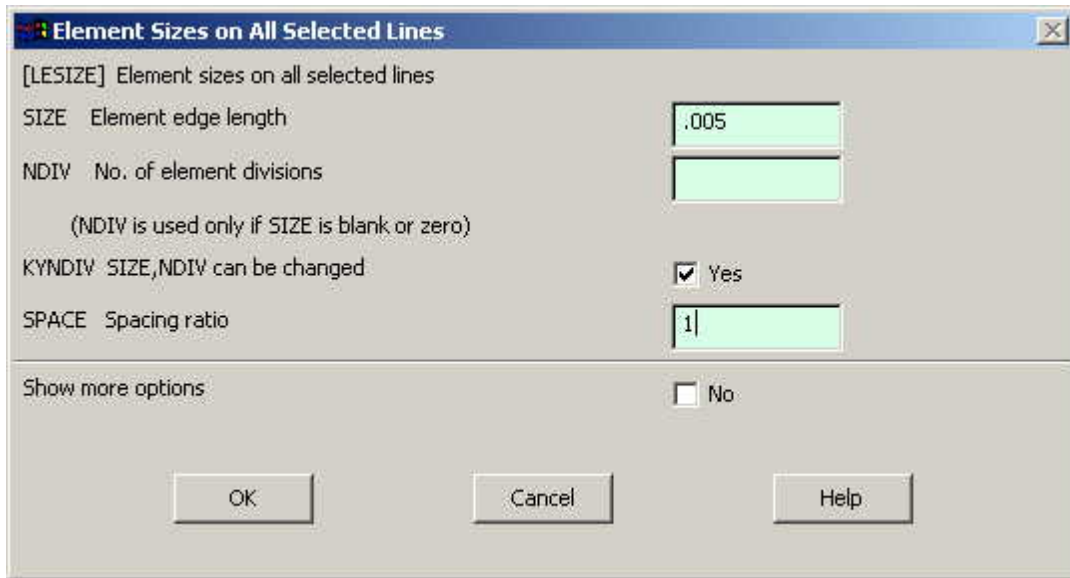 Element Sizes on All Selected Lines
[LESIZE] Element sizes on all selected lines
SIZE Element edge length .005
NDIV No. of element divisions
(NDIV is used only if SIZE is blank or zero)
KYNDIV SIZE,NDIV can be changed Yes
SPACE Spacing ratio 1
Show more options No
OK Cancel Help